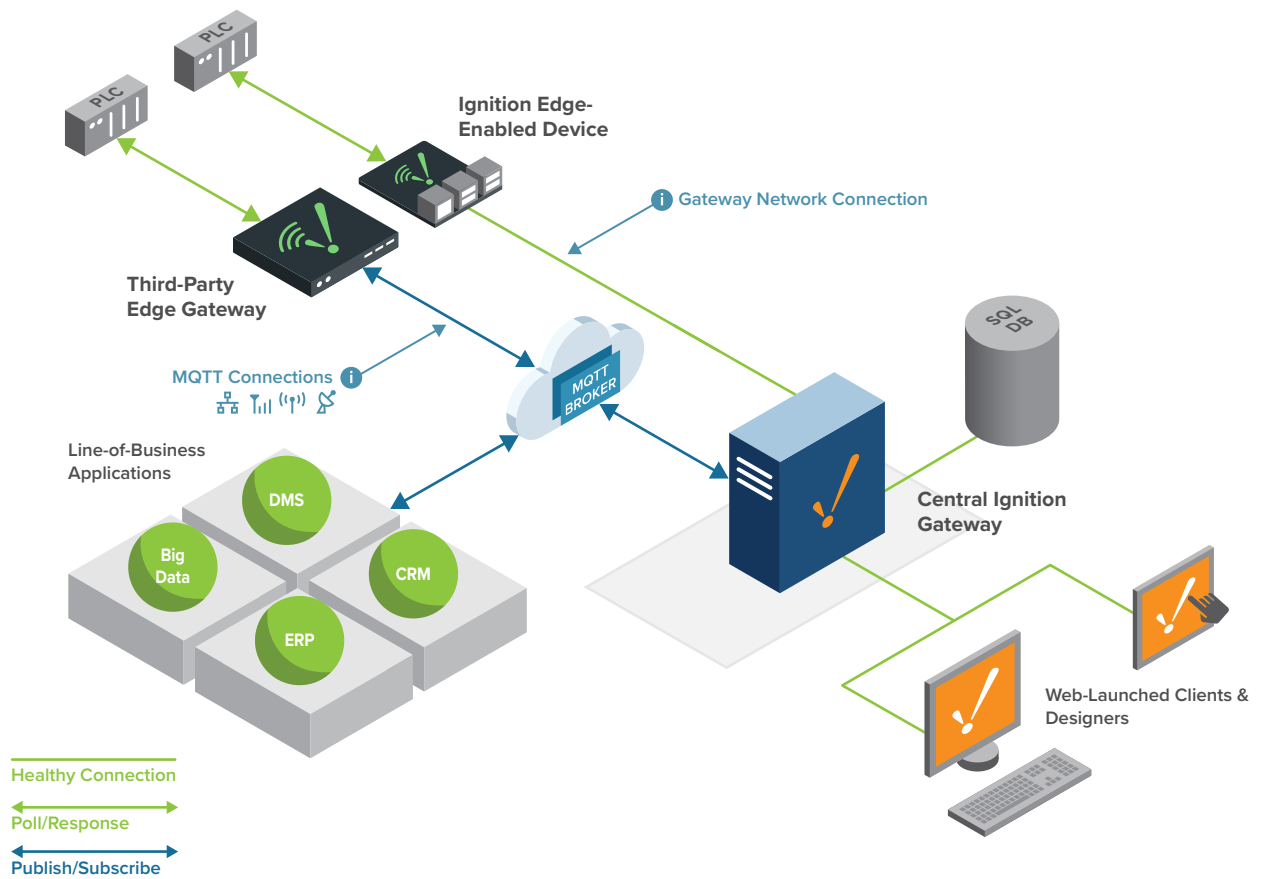 PLC
PLC
Ignition Edge-
Enabled Device
i Gateway Network Connection
Third-Party
Edge Gateway
SQL
DB
MQTT Connections i
MQTT
BROKER
Line-of-Business
Applications
DMS
Big
Data
CRM
ERP
Central Ignition
Gateway
Web-Launched Clients &
Designers
Healthy Connection
Poll/Response
Publish/Subscribe